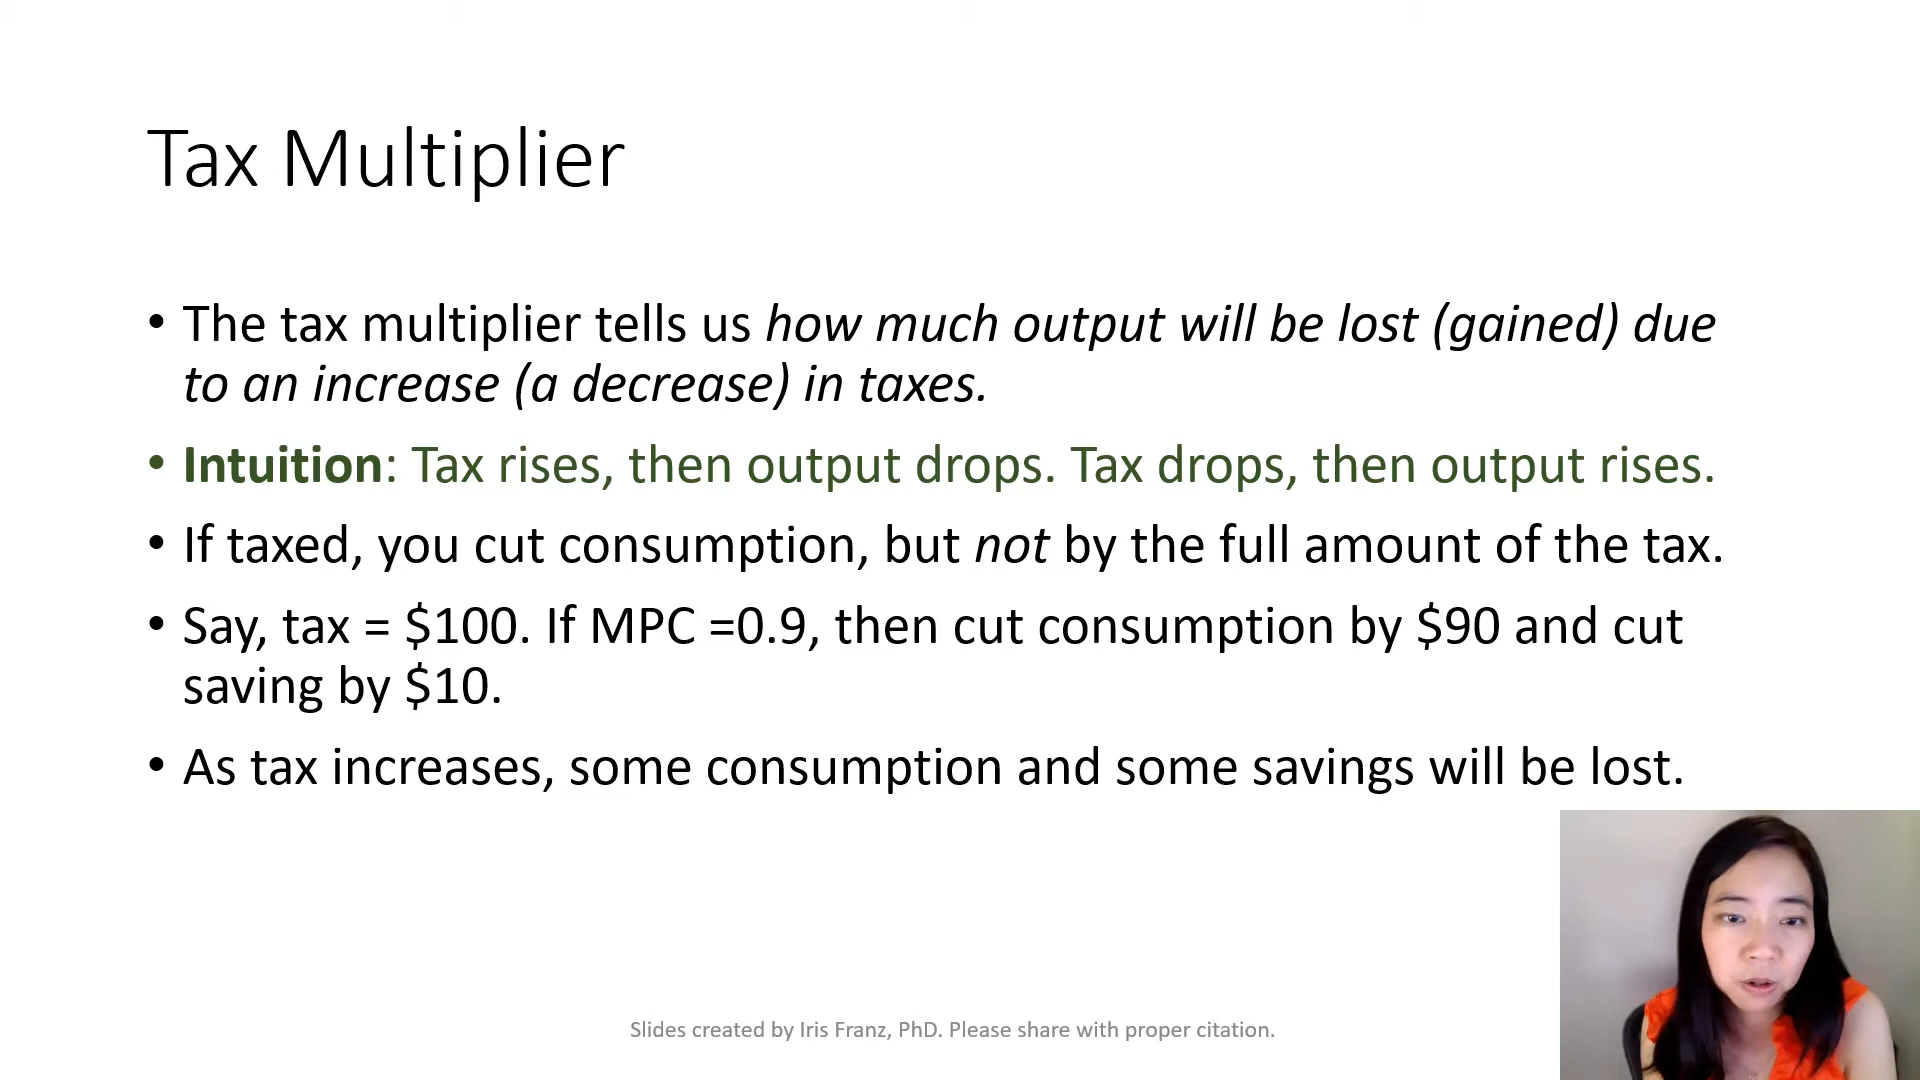 Tax Multiplier
• The tax multiplier tells us how much output will be lost (gained) due
to an increase (a decrease) in taxes.
• Intuition: Tax rises, then output drops. Tax drops, then output rises.
• If taxed, you cut consumption, but not by the full amount of the tax.
• Say, tax = $100. If MPC =0.9, then cut consumption by $90 and cut
saving by $10.
• As tax increases, some consumption and some savings will be lost.
Slides created by Iris Franz, PhD. Please share with proper citation.